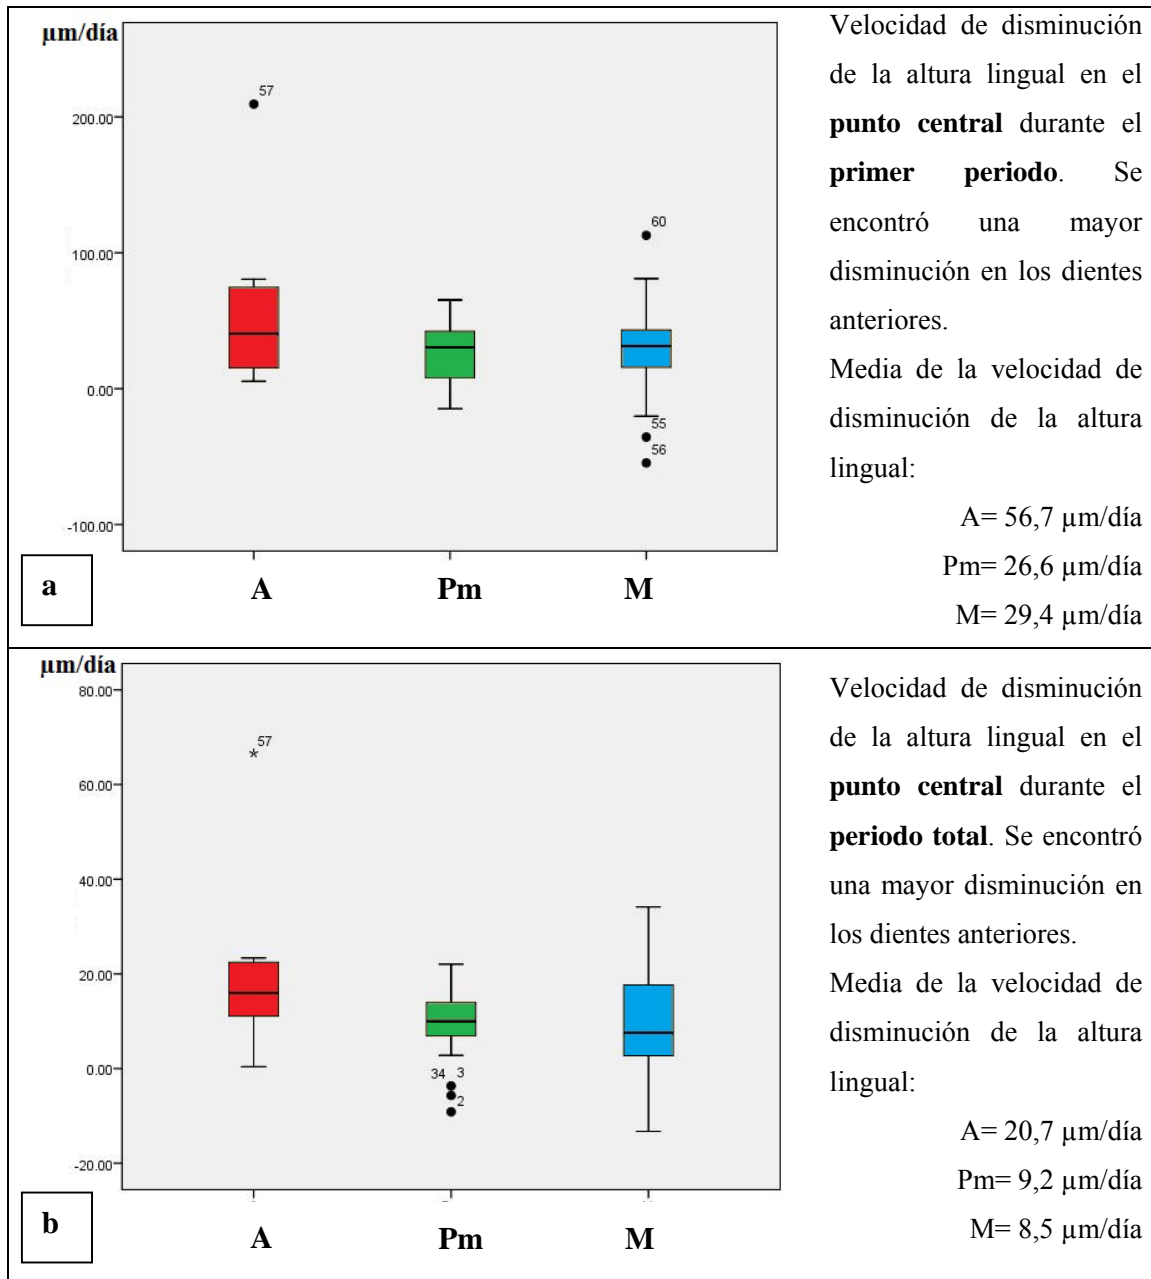 µm/día
200.00
100.00
0.00
-100.00
57
60
55
56
A Pm M
a
Velocidad de disminución
de la altura lingual en el
punto central durante el
primer periodo. Se
encontró una mayor
disminución en los dientes
anteriores.
Media de la velocidad de
disminución de la altura
lingual:
A= 56,7 µm/día
Pm= 26,6 µm/día
M= 29,4 µm/día
µm/día
80.00
60.00
40.00
20.00
0.00
-20.00
57
34 3
2
A Pm M
b
Velocidad de disminución
de la altura lingual en el
punto central durante el
periodo total. Se encontró
una mayor disminución en
los dientes anteriores.
Media de la velocidad de
disminución de la altura
lingual:
A= 20,7 µm/día
Pm= 9,2 µm/día
M= 8,5 µm/día